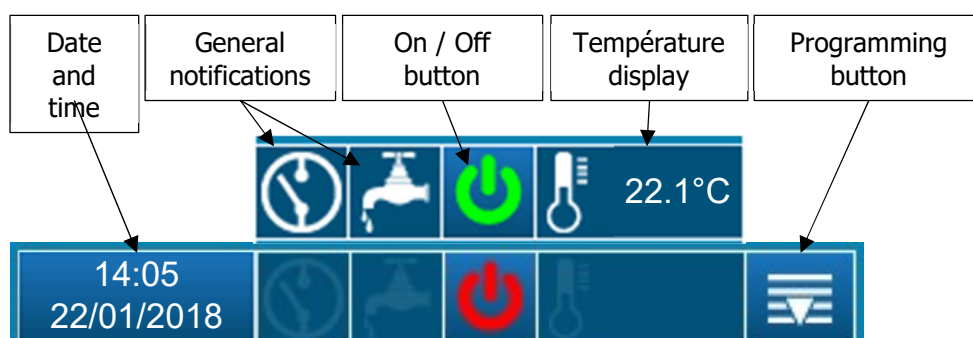 Date
and
time
General
notifications
On / Off
button
Température
display
Programming
button
22.1°C
14:05
22/01/2018